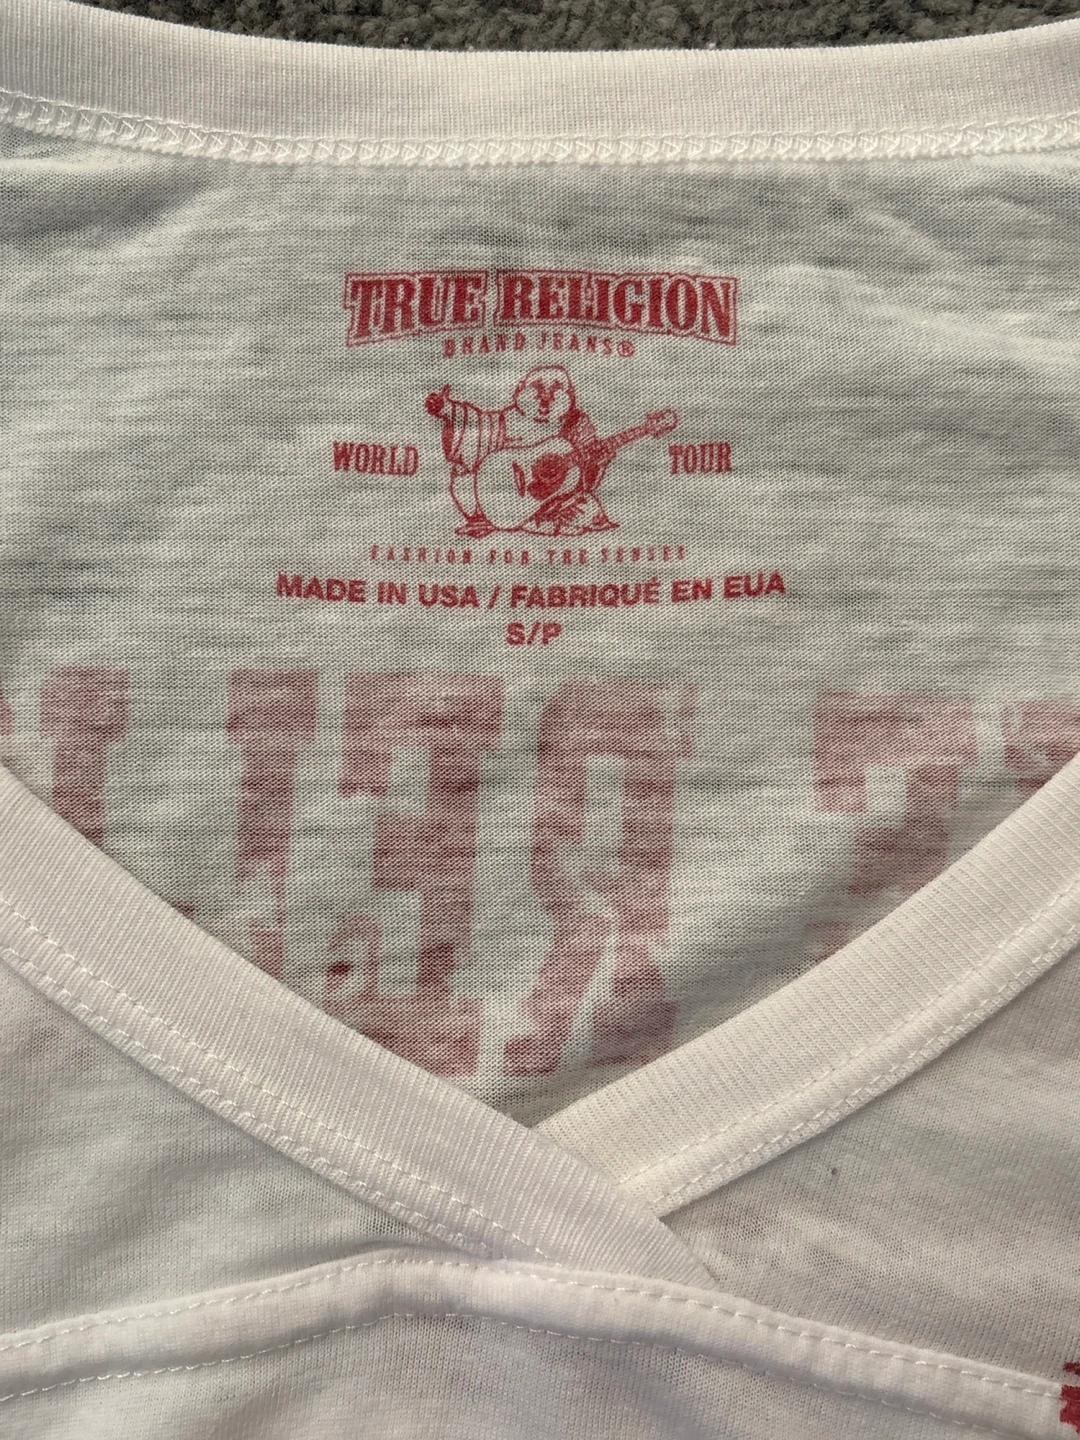 TRUE RELIGION
BRAND JEANS®
WORLD TOUR
FASHION FOR THE SENSES
MADE IN USA / FABRIQUÉ EN EUA
S/P